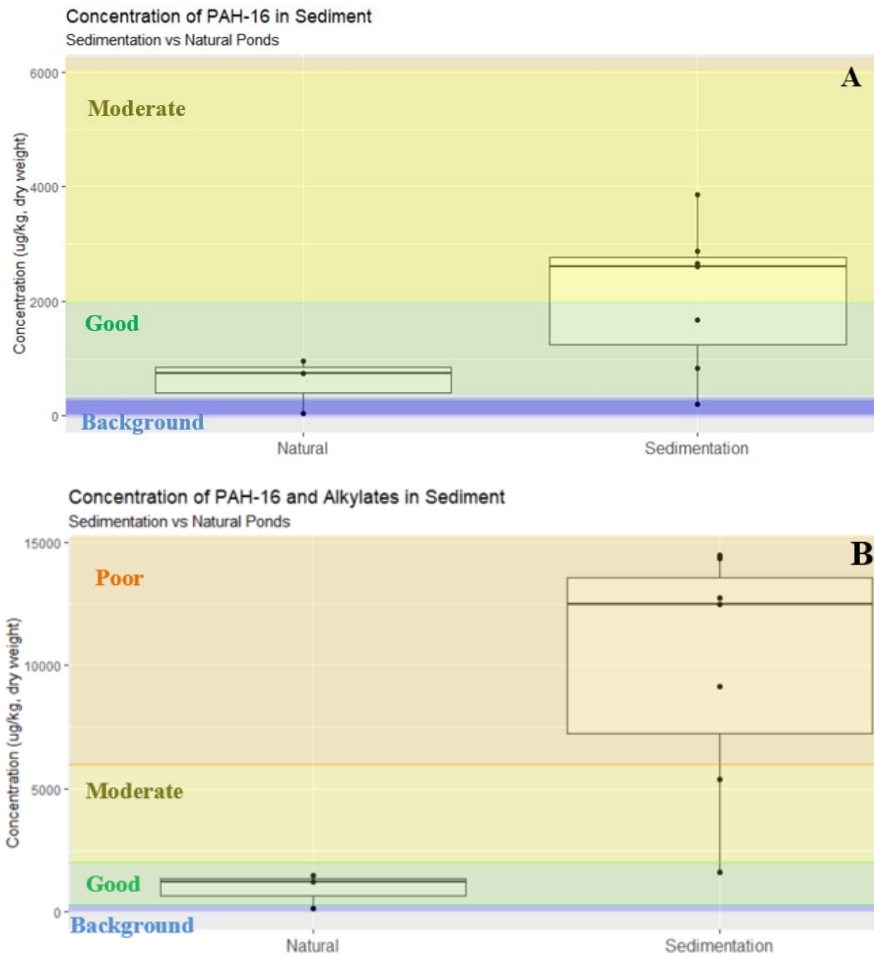 Concentration of PAH-16 in Sediment
Sedimentation vs Natural Ponds
A
6000
Moderate
4000
Concentration (ug/kg, dry weight)
2000
Good
0
Background
Natural
Sedimentation
Concentration of PAH-16 and Alkylates in Sediment
Sedimentation vs Natural Ponds
15000
B
Poor
10000
Concentration (ug/kg, dry weight)
5000
Moderate
Good
0
Background
Natural
Sedimentation